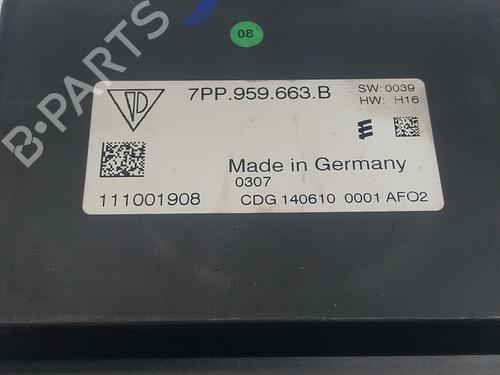 08
7PP.959.663.B
SW: 0039
HW: H16
Made in Germany
0307
111001908
CDG 140610 0001 AFO2
B-PARTS